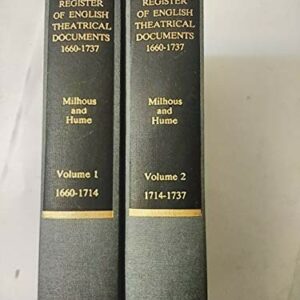 REGISTER
OF ENGLISH
THEATRICAL
DOCUMENTS
1660-1737
Milhous
and
Hume
Volume 1
1660-1714
REGISTER
OF ENGLISH
THEATRICAL
DOCUMENTS
1660-1737
Milhous
and
Hume
Volume 2
1714-1737